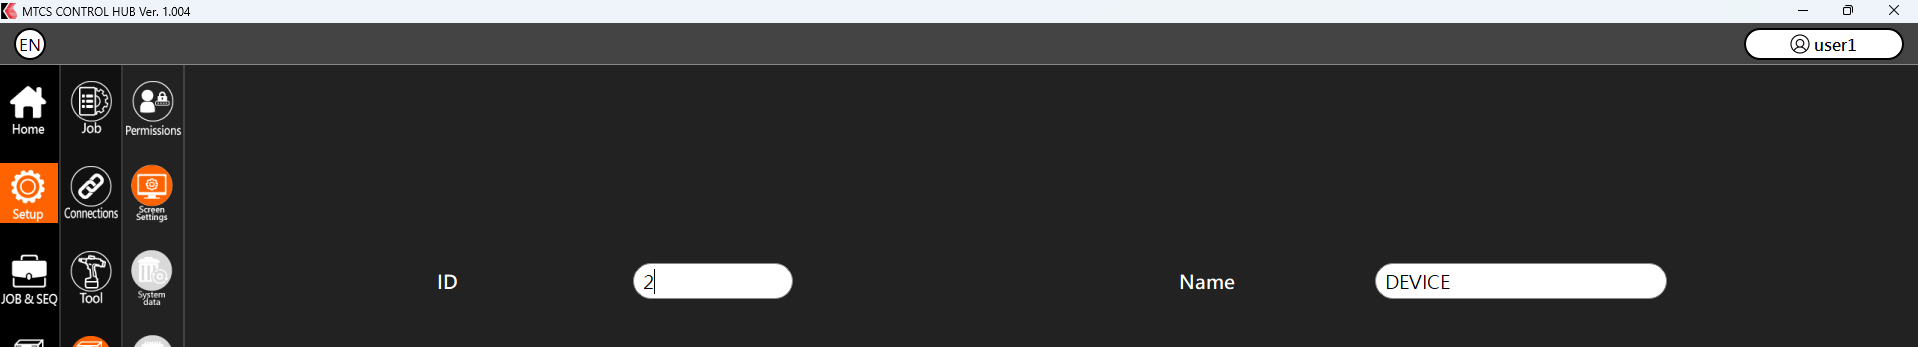 MTCS CONTROL HUB Ver. 1.004
EN
user1
Home
Job
Permissions
Setup
Connections
Screen
Settings
JOB & SEQ
Tool
System
data
ID
2
Name
DEVICE